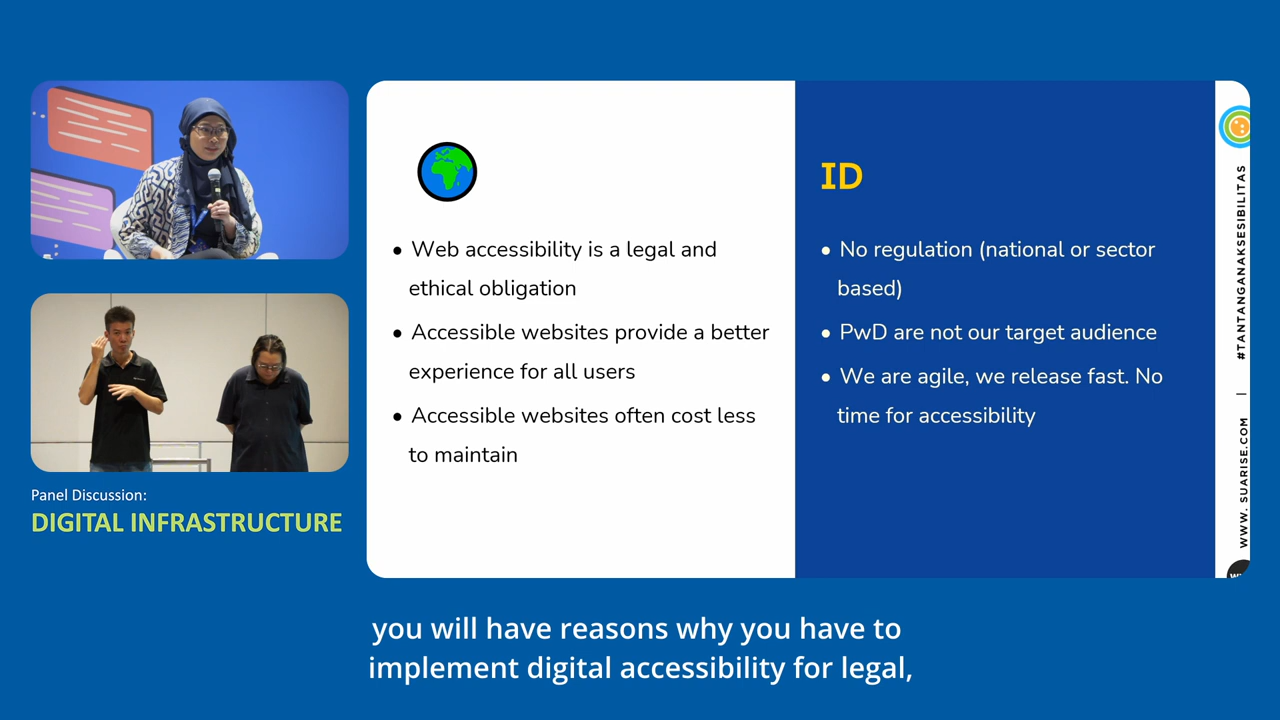 Panel Discussion:
DIGITAL INFRASTRUCTURE
• Web accessibility is a legal and
ethical obligation
• Accessible websites provide a better
experience for all users
• Accessible websites often cost less
to maintain
ID
• No regulation (national or sector
based)
• PwD are not our target audience
• We are agile, we release fast. No
time for accessibility
WWW. SUARISE.COM | #TANTANGANAKSESIBILITAS
you will have reasons why you have to
implement digital accessibility for legal,